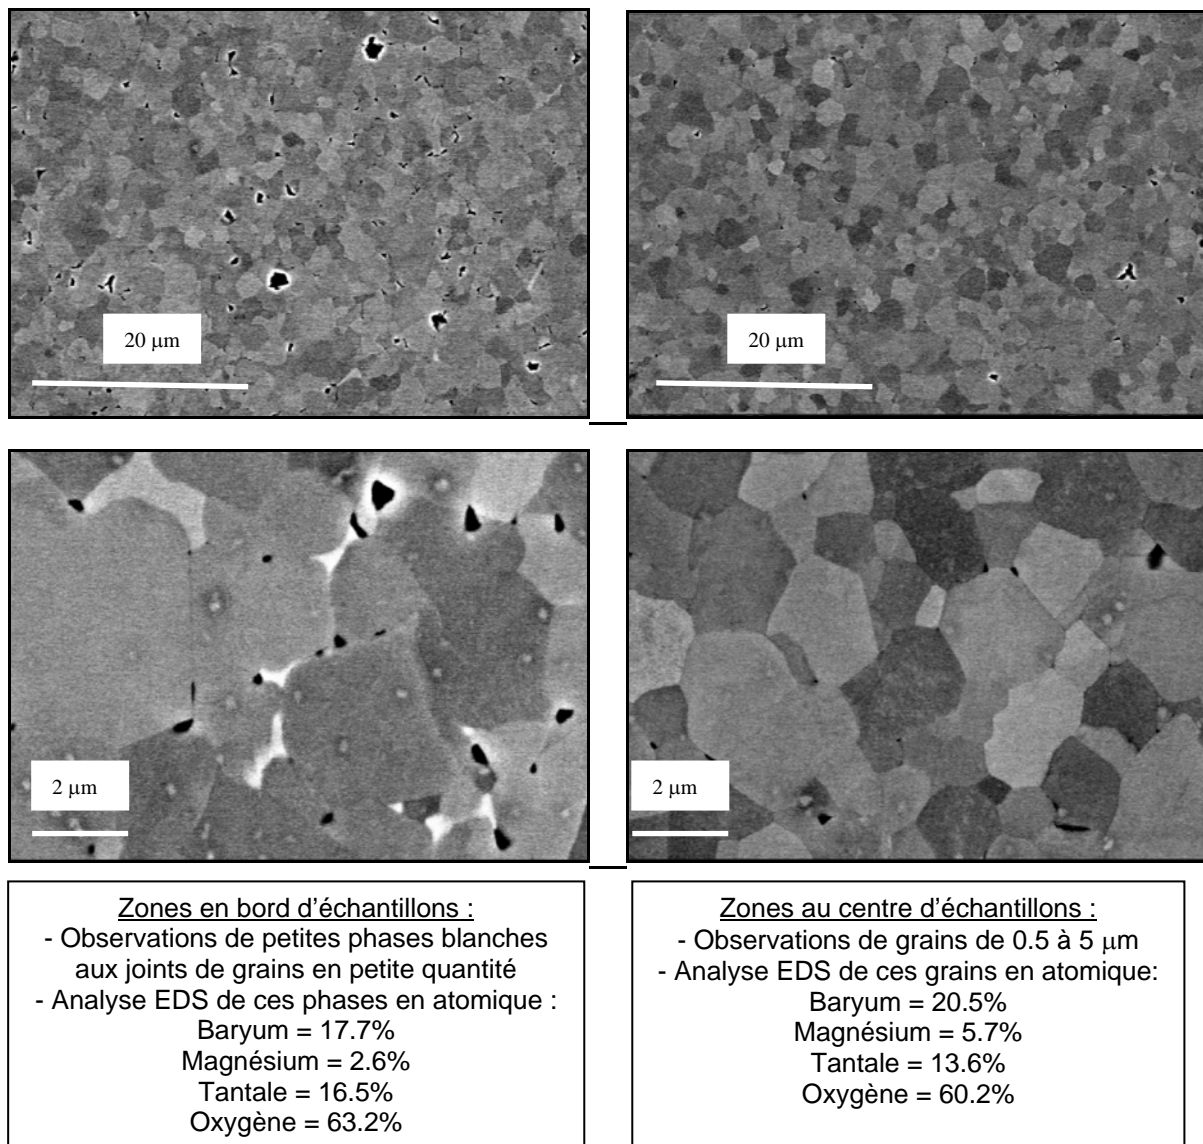 20 μm
20 μm
2 μm
2 μm
Zones en bord d'échantillons :
- Observations de petites phases blanches
aux joints de grains en petite quantité
- Analyse EDS de ces phases en atomique :
Baryum = 17.7%
Magnésium = 2.6%
Tantale = 16.5%
Oxygène = 63.2%
Zones au centre d'échantillons :
- Observations de grains de 0.5 à 5 μm
- Analyse EDS de ces grains en atomique:
Baryum = 20.5%
Magnésium = 5.7%
Tantale = 13.6%
Oxygène = 60.2%